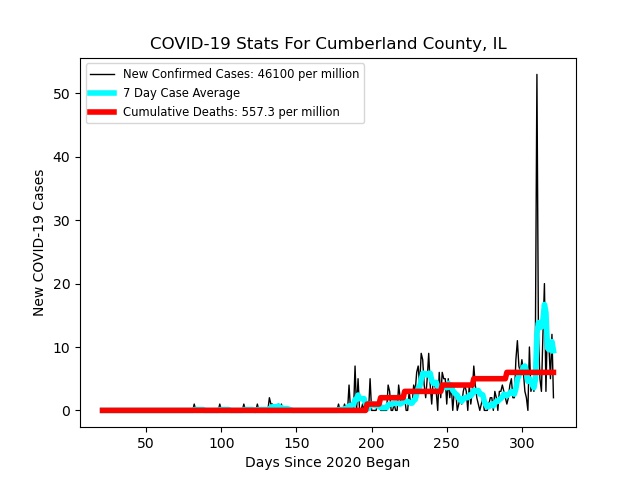 COVID-19 Stats For Cumberland County, IL
New Confirmed Cases: 46100 per million
7 Day Case Average
Cumulative Deaths: 557.3 per million
New COVID-19 Cases
50
40
30
20
10
0
50 100 150 200 250 300
Days Since 2020 Began